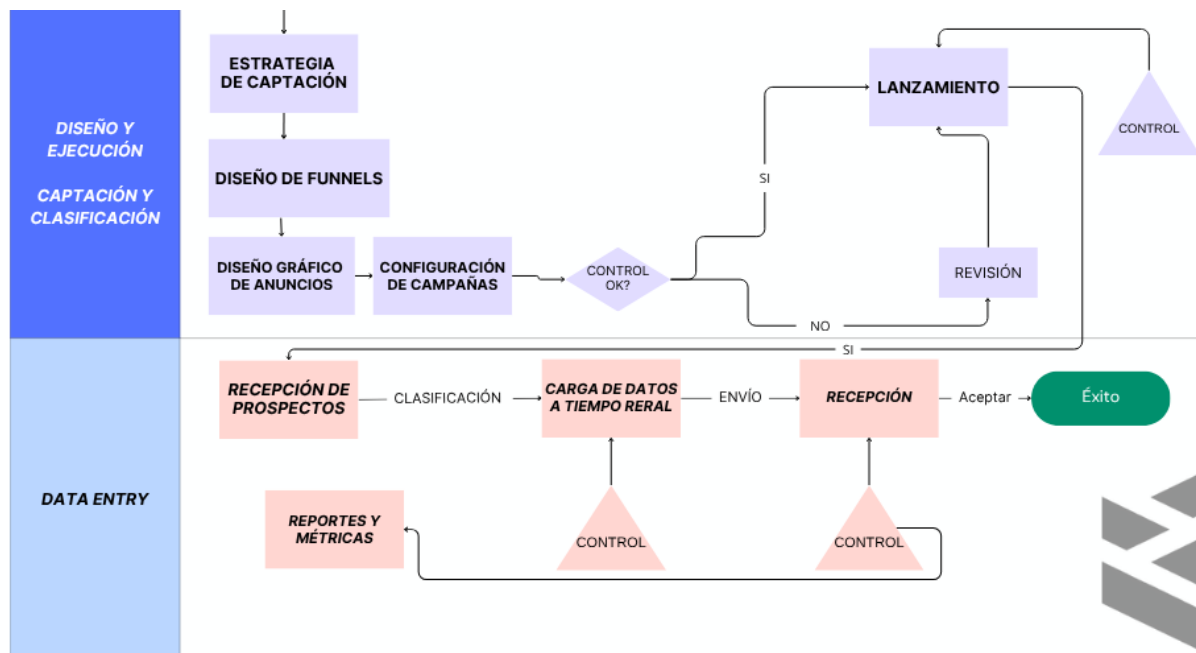 DISEÑO Y
EJECUCIÓN
CAPTACIÓN Y
CLASIFICACIÓN
ESTRATEGIA
DE CAPTACIÓN
DISEÑO DE FUNNELS
DISEÑO GRÁFICO
DE ANUNCIOS
CONFIGURACIÓN
DE CAMPAÑAS
CONTROL
OK?
SI
NO
REVISIÓN
LANZAMIENTO
CONTROL
SI
DATA ENTRY
RECEPCIÓN DE
PROSPECTOS
CLASIFICACIÓN
CARGA DE DATOS
A TIEMPO RERAL
ENVÍO
RECEPCIÓN
Aceptar
Éxito
REPORTES Y
MÉTRICAS
CONTROL
CONTROL